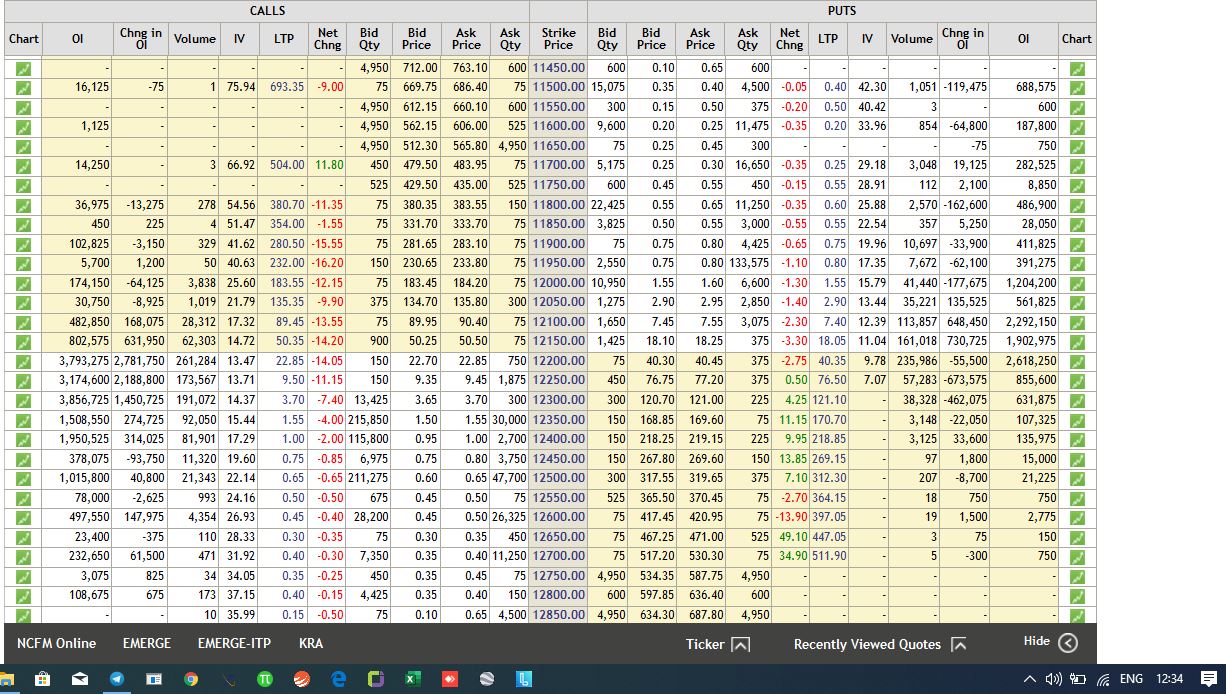 CALLS PUTS
Chart OI Chng in OI Volume IV LTP Net Chng Bid Qty Bid Price Ask Price Ask Qty Strike Price Bid Qty Bid Price Ask Price Ask Qty Net Chng LTP IV Volume Chng in OI OI Chart
- - - - - - 4,950 712.00 763.10 600 11450.00 600 0.10 0.65 600 - - - - - -
16,125 -75 1 75.94 693.35 -9.00 75 669.75 686.40 75 11500.00 15,075 0.35 0.40 4,500 -0.05 0.40 42.30 1,051 -119,475 688,575
- - - - - - 4,950 612.15 660.10 600 11550.00 300 0.15 0.50 375 -0.20 0.50 40.42 3 - 600
1,125 - - - - - 4,950 562.15 606.00 525 11600.00 9,600 0.20 0.25 11,475 -0.35 0.20 33.96 854 -64,800 187,800
- - - - - - 4,950 512.30 565.80 4,950 11650.00 75 0.25 0.45 300 - - - - -75 750
14,250 - 3 66.92 504.00 11.80 450 479.50 483.95 75 11700.00 5,175 0.25 0.30 16,650 -0.35 0.25 29.18 3,048 19,125 282,525
- - - - - - 525 429.50 435.00 525 11750.00 600 0.45 0.55 450 -0.15 0.55 28.91 112 2,100 8,850
36,975 -13,275 278 54.56 380.70 -11.35 75 380.35 383.55 150 11800.00 22,425 0.55 0.65 11,250 -0.35 0.60 25.88 2,570 -162,600 486,900
450 225 4 51.47 354.00 -1.55 75 331.70 333.70 75 11850.00 3,825 0.50 0.55 3,000 -0.55 0.55 22.54 357 5,250 28,050
102,825 -3,150 329 41.62 280.50 -15.55 75 281.65 283.10 75 11900.00 75 0.75 0.80 4,425 -0.65 0.75 19.96 10,697 -33,900 411,825
5,700 1,200 50 40.63 232.00 -16.20 150 230.65 233.80 75 11950.00 2,550 0.75 0.80 133,575 -1.10 0.80 17.35 7,672 -62,100 391,275
174,150 -64,125 3,838 25.60 183.55 -12.15 75 183.45 184.20 75 12000.00 10,950 1.55 1.60 6,600 -1.30 1.55 15.79 41,440 -177,675 1,204,200
30,750 -8,925 1,019 21.79 135.35 -9.90 375 134.70 135.80 300 12050.00 1,275 2.90 2.95 2,850 -1.40 2.90 13.44 35,221 135,525 561,825
482,850 168,075 28,312 17.32 89.45 -13.55 75 89.95 90.40 75 12100.00 1,650 7.45 7.55 3,075 -2.30 7.40 12.39 113,857 648,450 2,292,150
802,575 631,950 62,303 14.72 50.35 -14.20 900 50.25 50.50 75 12150.00 1,425 18.10 18.25 375 -3.30 18.05 11.04 161,018 730,725 1,902,975
3,793,275 2,781,750 261,284 13.47 22.85 -14.05 150 22.70 22.85 750 12200.00 75 40.30 40.45 375 -2.75 40.35 9.78 235,986 -55,500 2,618,250
3,174,600 2,188,800 173,567 13.71 9.50 -11.15 150 9.35 9.45 1,875 12250.00 450 76.75 77.20 375 0.50 76.50 7.07 57,283 -673,575 855,600
3,856,725 1,450,725 191,072 14.37 3.70 -7.40 13,425 3.65 3.70 300 12300.00 300 120.70 121.00 225 4.25 121.10 - 38,328 -462,075 631,875
1,508,550 274,725 92,050 15.44 1.55 -4.00 215,850 1.50 1.55 30,000 12350.00 150 168.85 169.60 75 11.15 170.70 - 3,148 -22,050 107,325
1,950,525 314,025 81,901 17.29 1.00 -2.00 115,800 0.95 1.00 2,700 12400.00 150 218.25 219.15 225 9.95 218.85 - 3,125 33,600 135,975
378,075 -93,750 11,320 19.60 0.75 -0.85 6,975 0.75 0.80 3,750 12450.00 150 267.80 269.60 150 13.85 269.15 - 97 1,800 15,000
1,015,800 40,800 21,343 22.14 0.65 -0.65 211,275 0.60 0.65 47,700 12500.00 300 317.55 319.65 375 7.10 312.30 - 207 -8,700 21,225
78,000 -2,625 993 24.16 0.50 -0.50 675 0.45 0.50 75 12550.00 525 365.50 370.45 75 -2.70 364.15 - 18 750 750
497,550 147,975 4,354 26.93 0.45 -0.40 28,200 0.45 0.50 26,325 12600.00 75 417.45 420.95 75 -13.90 397.05 - 19 1,500 2,775
23,400 -375 110 28.33 0.30 -0.35 75 0.30 0.35 450 12650.00 75 467.25 471.00 525 49.10 447.05 - 3 75 150
232,650 61,500 471 31.92 0.40 -0.30 7,350 0.35 0.40 11,250 12700.00 75 517.20 530.30 75 34.90 511.90 - 5 -300 750
3,075 825 34 34.05 0.35 -0.25 450 0.35 0.45 75 12750.00 4,950 534.35 587.75 4,950 - - - - - -
108,675 675 173 37.15 0.40 -0.15 4,425 0.35 0.40 150 12800.00 600 597.85 636.40 600 - - - - - -
- - 10 35.99 0.15 -0.50 75 0.10 0.65 4,500 12850.00 4,950 634.30 687.80 4,950 - - - - - -
NCFM Online EMERGE EMERGE-ITP KRA Ticker Recently Viewed Quotes Hide
ENG 12:34